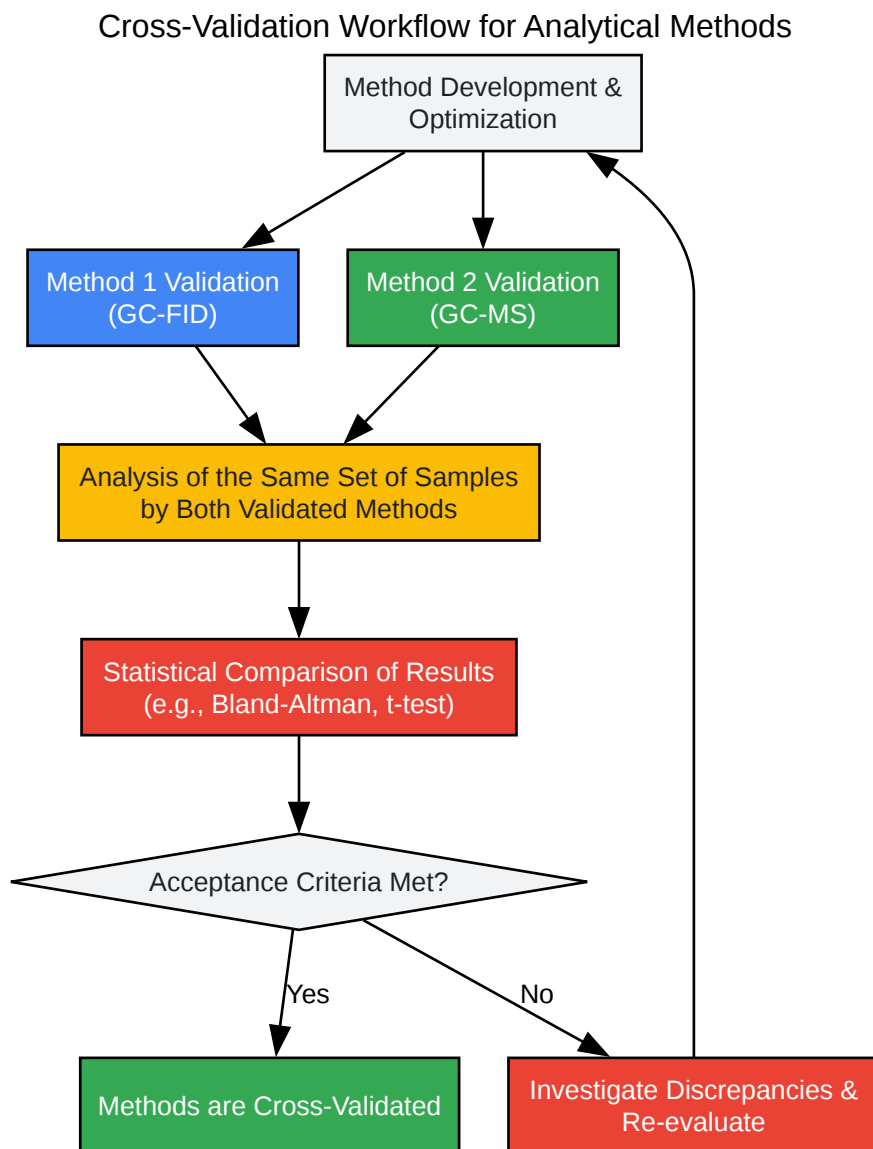 Cross-Validation Workflow for Analytical Methods
Method Development &
Optimization
Method 1 Validation
(GC-FID)
Method 2 Validation
(GC-MS)
Analysis of the Same Set of Samples
by Both Validated Methods
Statistical Comparison of Results
(e.g., Bland-Altman, t-test)
Acceptance Criteria Met?
Yes
No
Methods are Cross-Validated
Investigate Discrepancies &
Re-evaluate